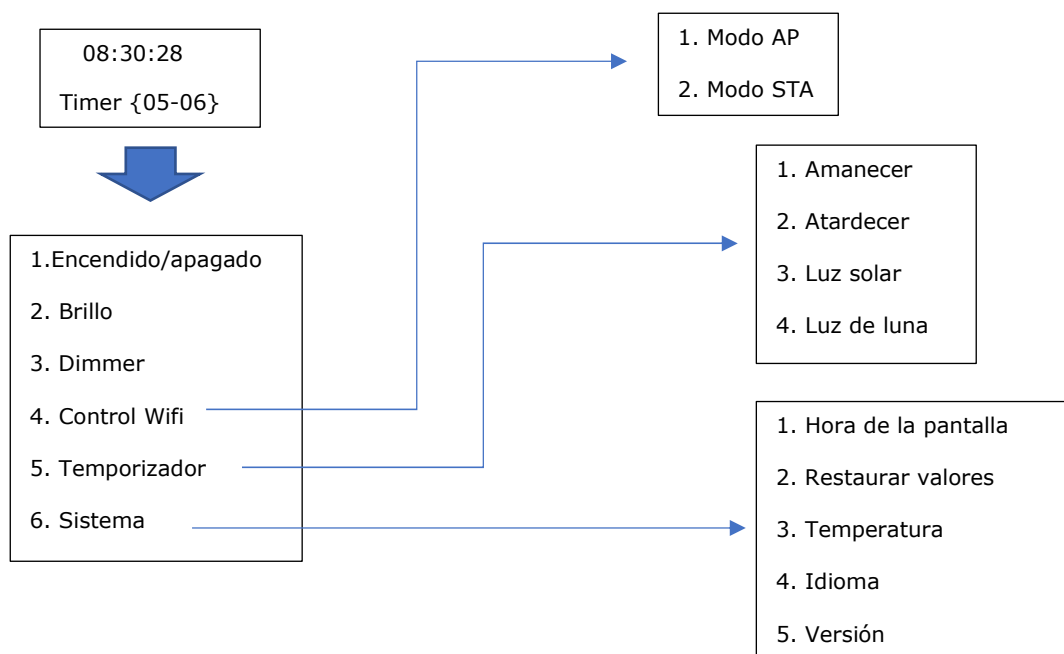 08:30:28
Timer {05-06}
1.Encendido/apagado
2. Brillo
3. Dimmer
4. Control Wifi
5. Temporizador
6. Sistema
1. Modo AP
2. Modo STA
1. Amanecer
2. Atardecer
3. Luz solar
4. Luz de luna
1. Hora de la pantalla
2. Restaurar valores
3. Temperatura
4. Idioma
5. Versión